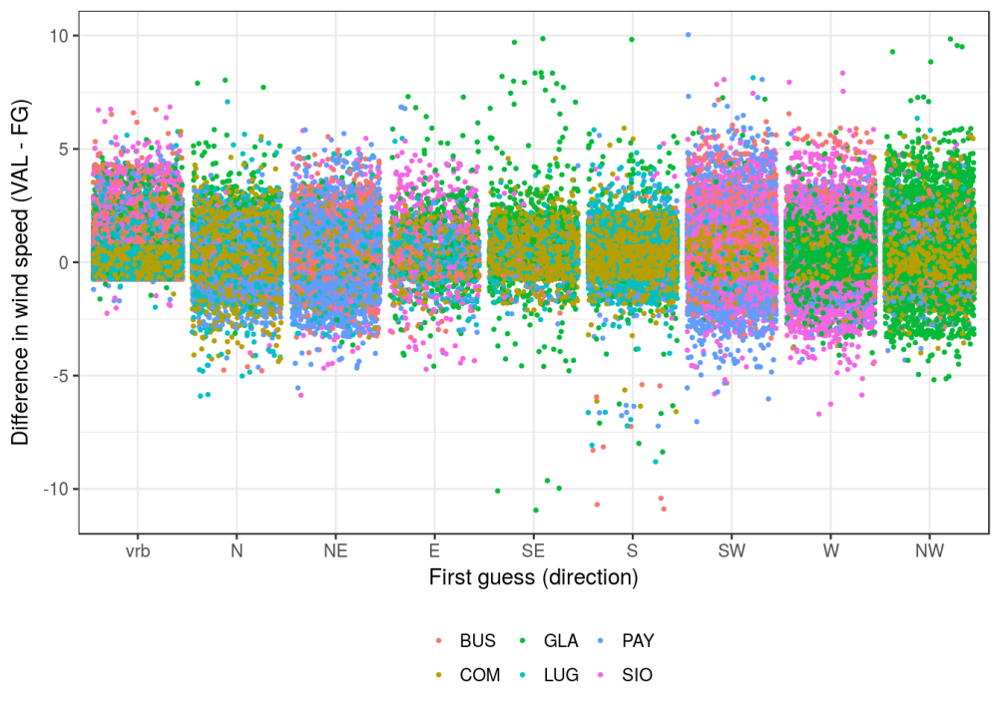 Difference in wind speed (VAL - FG)
10
5
0
-5
-10
vrb N NE E SE S SW W NW
First guess (direction)
BUS GLA PAY
COM LUG SIO